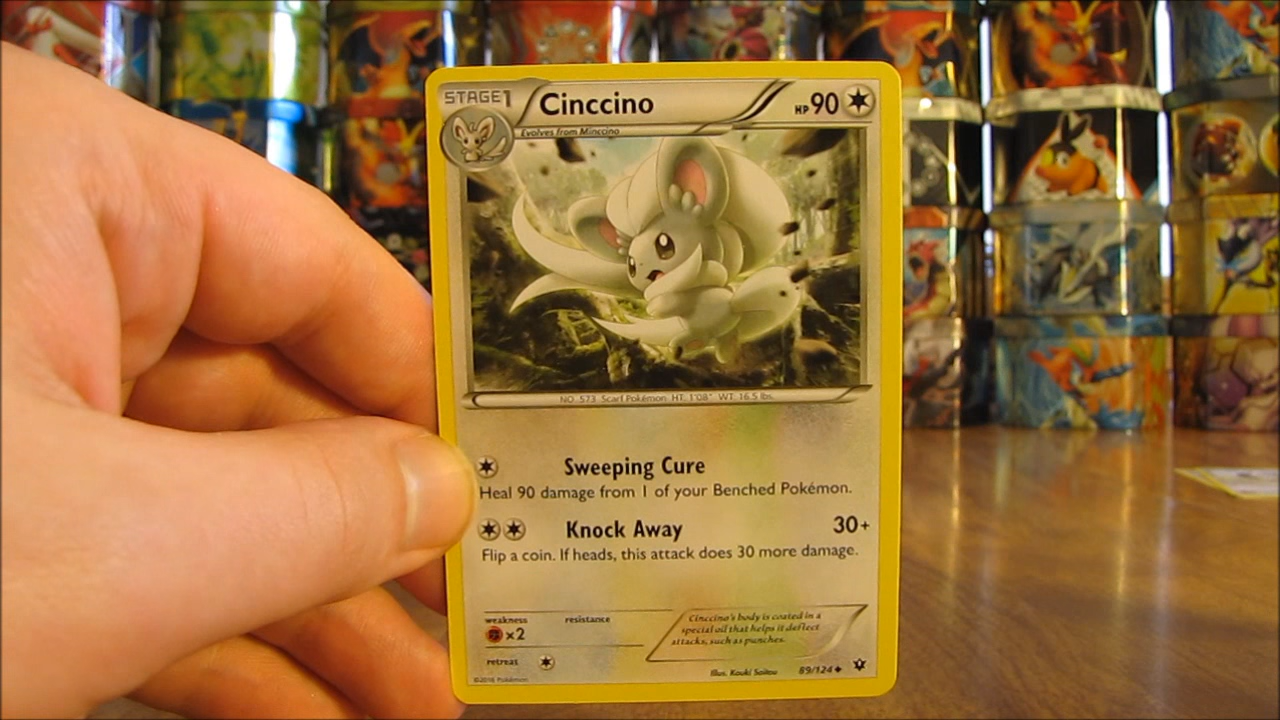 STAGE1 Cinccino HP 90
Evolves from Minccino
NO. 573 Scarf Pokémon HT: 1'08" WT: 16.5 lbs.
Sweeping Cure
Heal 90 damage from 1 of your Benched Pokémon.
Knock Away 30+
Flip a coin. If heads, this attack does 30 more damage.
weakness resistance
×2
Cinccino's body is coated in a
special oil that helps it deflect
attacks, such as punches.
retreat
Illus. Kouki Saitou 89/124
©2016 Pokémon